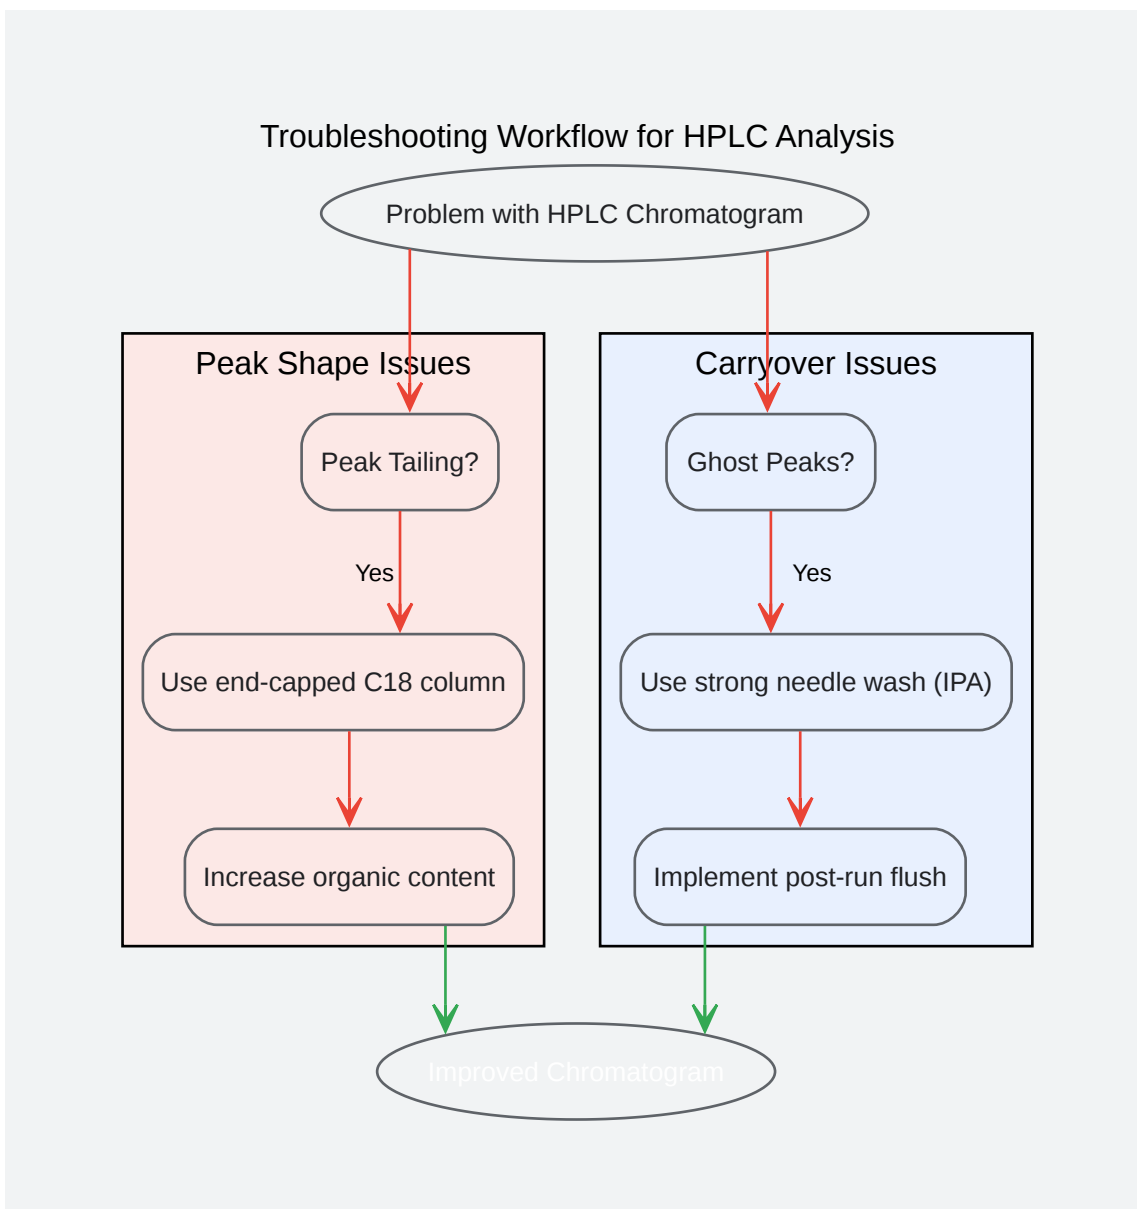 Troubleshooting Workflow for HPLC Analysis
Problem with HPLC Chromatogram
Peak Shape Issues
Peak Tailing?
Yes
Use end-capped C18 column
Increase organic content
Carryover Issues
Ghost Peaks?
Yes
Use strong needle wash (IPA)
Implement post-run flush
Improved Chromatogram